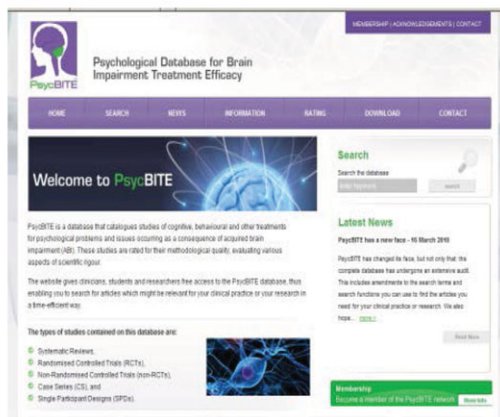 MEMBERSHIP | ACKNOWLEDGEMENTS | CONTACT
PsycBITE
Psychological Database for Brain
Impairment Treatment Efficacy
HOME SEARCH NEWS INFORMATION RATING DOWNLOAD CONTACT
Welcome to PsycBITE
PsycBITE is a database that catalogues studies of cognitive, behavioural and other treatments
for psychological problems and issues occurring as a consequence of acquired brain
impairment (ABI). These studies are rated for their methodological quality, evaluating various
aspects of scientific rigour.
The website gives clinicians, students and researchers free access to the PsycBITE database, thus
enabling you to search for articles which might be relevant for your clinical practice or your research in
a time-efficient way.
The types of studies contained on this database are:
Systematic Reviews,
Randomised Controlled Trials (RCTs),
Non-Randomised Controlled Trials (non-RCTs),
Case Series (CS), and
Single Participant Designs (SPDs).
Search
Search the database
enter keyword
search
Latest News
PsycBITE has a new face - 16 March 2010
PsycBITE has changed its face, but not only that: the
complete database has undergone an extensive audit.
This includes amendments to the search terms and
search functions you can use to find the articles you
need for your clinical practice or research. We also
hope... more >
Read More
Membership
Become a Member of the PsycBITE network
More Info